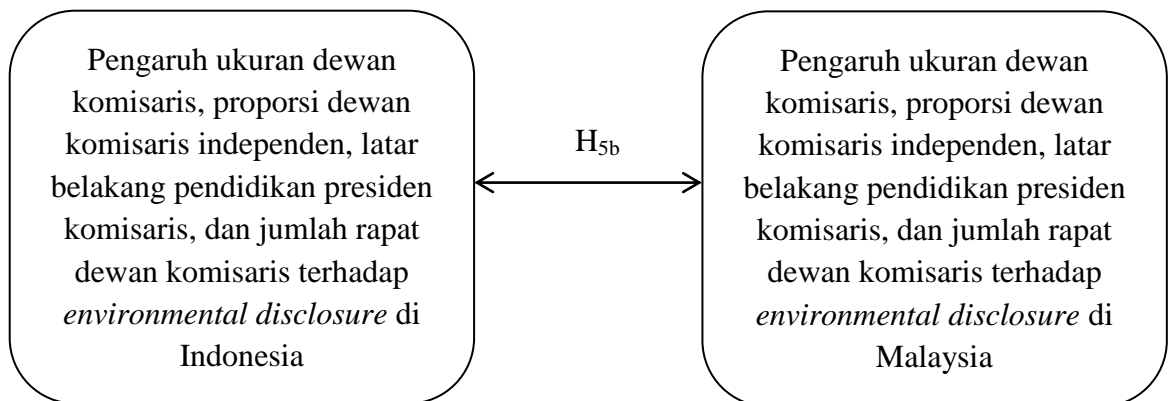 Pengaruh ukuran dewan
komisaris, proporsi dewan
komisaris independen, latar
belakang pendidikan presiden
komisaris, dan jumlah rapat
dewan komisaris terhadap
environmental disclosure di
Indonesia
H5b
Pengaruh ukuran dewan
komisaris, proporsi dewan
komisaris independen, latar
belakang pendidikan presiden
komisaris, dan jumlah rapat
dewan komisaris terhadap
environmental disclosure di
Malaysia